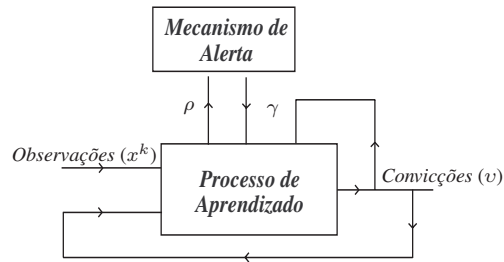 Mecanismo de
Alerta
ρ
γ
Observações (x^k)
Processo de
Aprendizado
Convicções (υ)